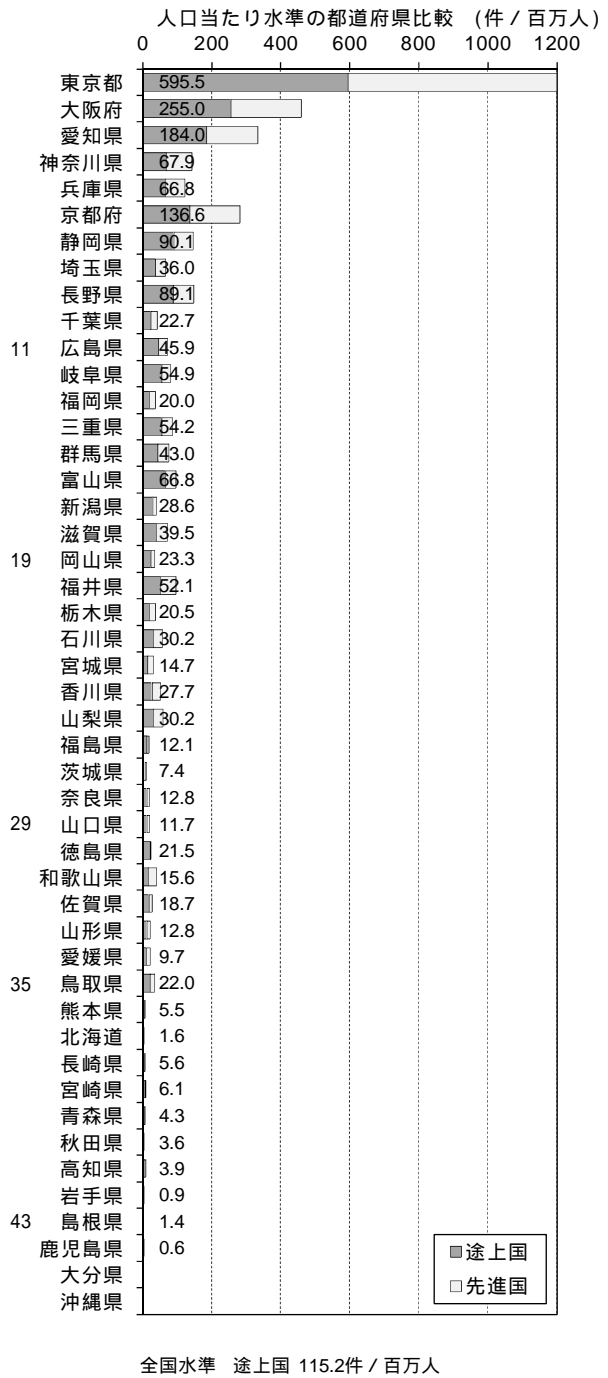 人口当たり水準の都道府県比較 (件 / 百万人)
0 200 400 600 800 1000 1200
東京都 595.5
大阪府 255.0
愛知県 184.0
神奈川県 67.9
兵庫県 66.8
京都府 136.6
静岡県 90.1
埼玉県 36.0
長野県 89.1
千葉県 22.7
11 広島県 45.9
岐阜県 54.9
福岡県 20.0
三重県 54.2
群馬県 43.0
富山県 66.8
新潟県 28.6
滋賀県 39.5
19 岡山県 23.3
福井県 52.1
栃木県 20.5
石川県 30.2
宮城県 14.7
香川県 27.7
山梨県 30.2
福島県 12.1
茨城県 7.4
奈良県 12.8
29 山口県 11.7
徳島県 21.5
和歌山県 15.6
佐賀県 18.7
山形県 12.8
愛媛県 9.7
35 鳥取県 22.0
熊本県 5.5
北海道 1.6
長崎県 5.6
宮崎県 6.1
青森県 4.3
秋田県 3.6
高知県 3.9
岩手県 0.9
43 島根県 1.4
鹿児島県 0.6
大分県
沖縄県
途上国
先進国
全国水準 途上国 115.2件 / 百万人